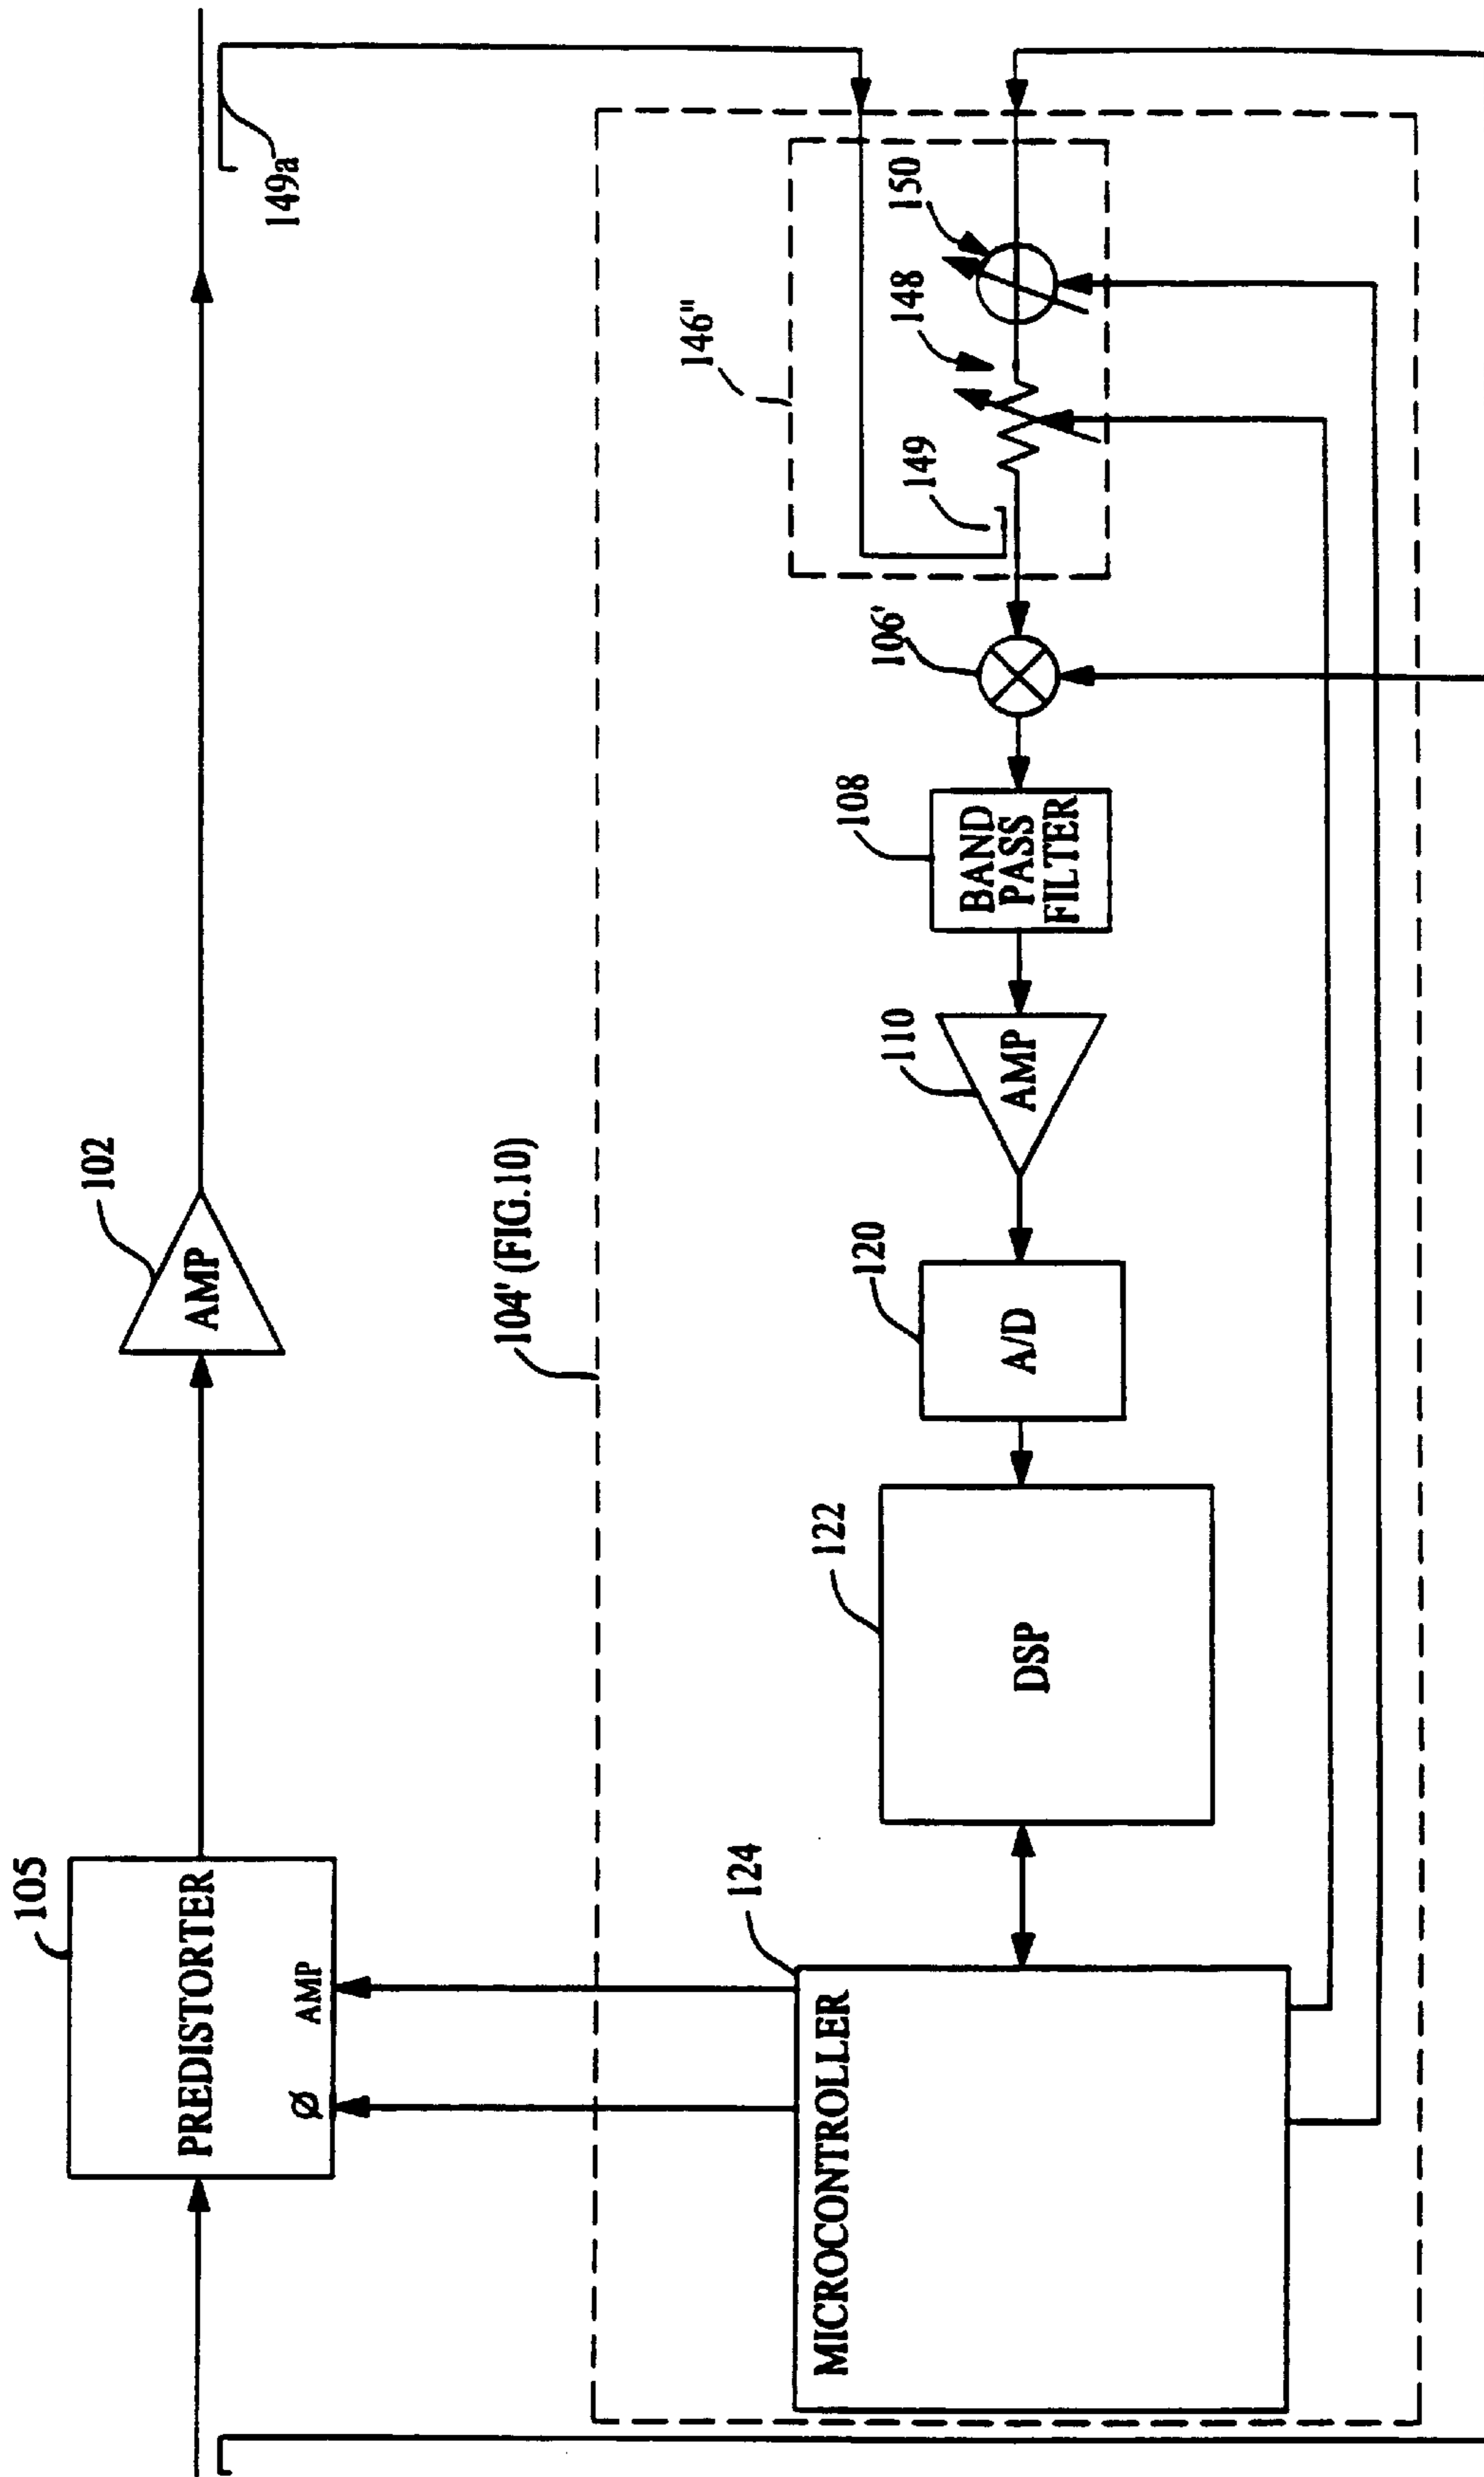 105
PREDISTORTER
Ø
AMP
102
AMP
149a
104' (FIG.10)
146"
124
MICROCONTROLLER
122
DSP
120
A/D
110
AMP
108
BAND
PASS
FILTER
106'
149
148
150